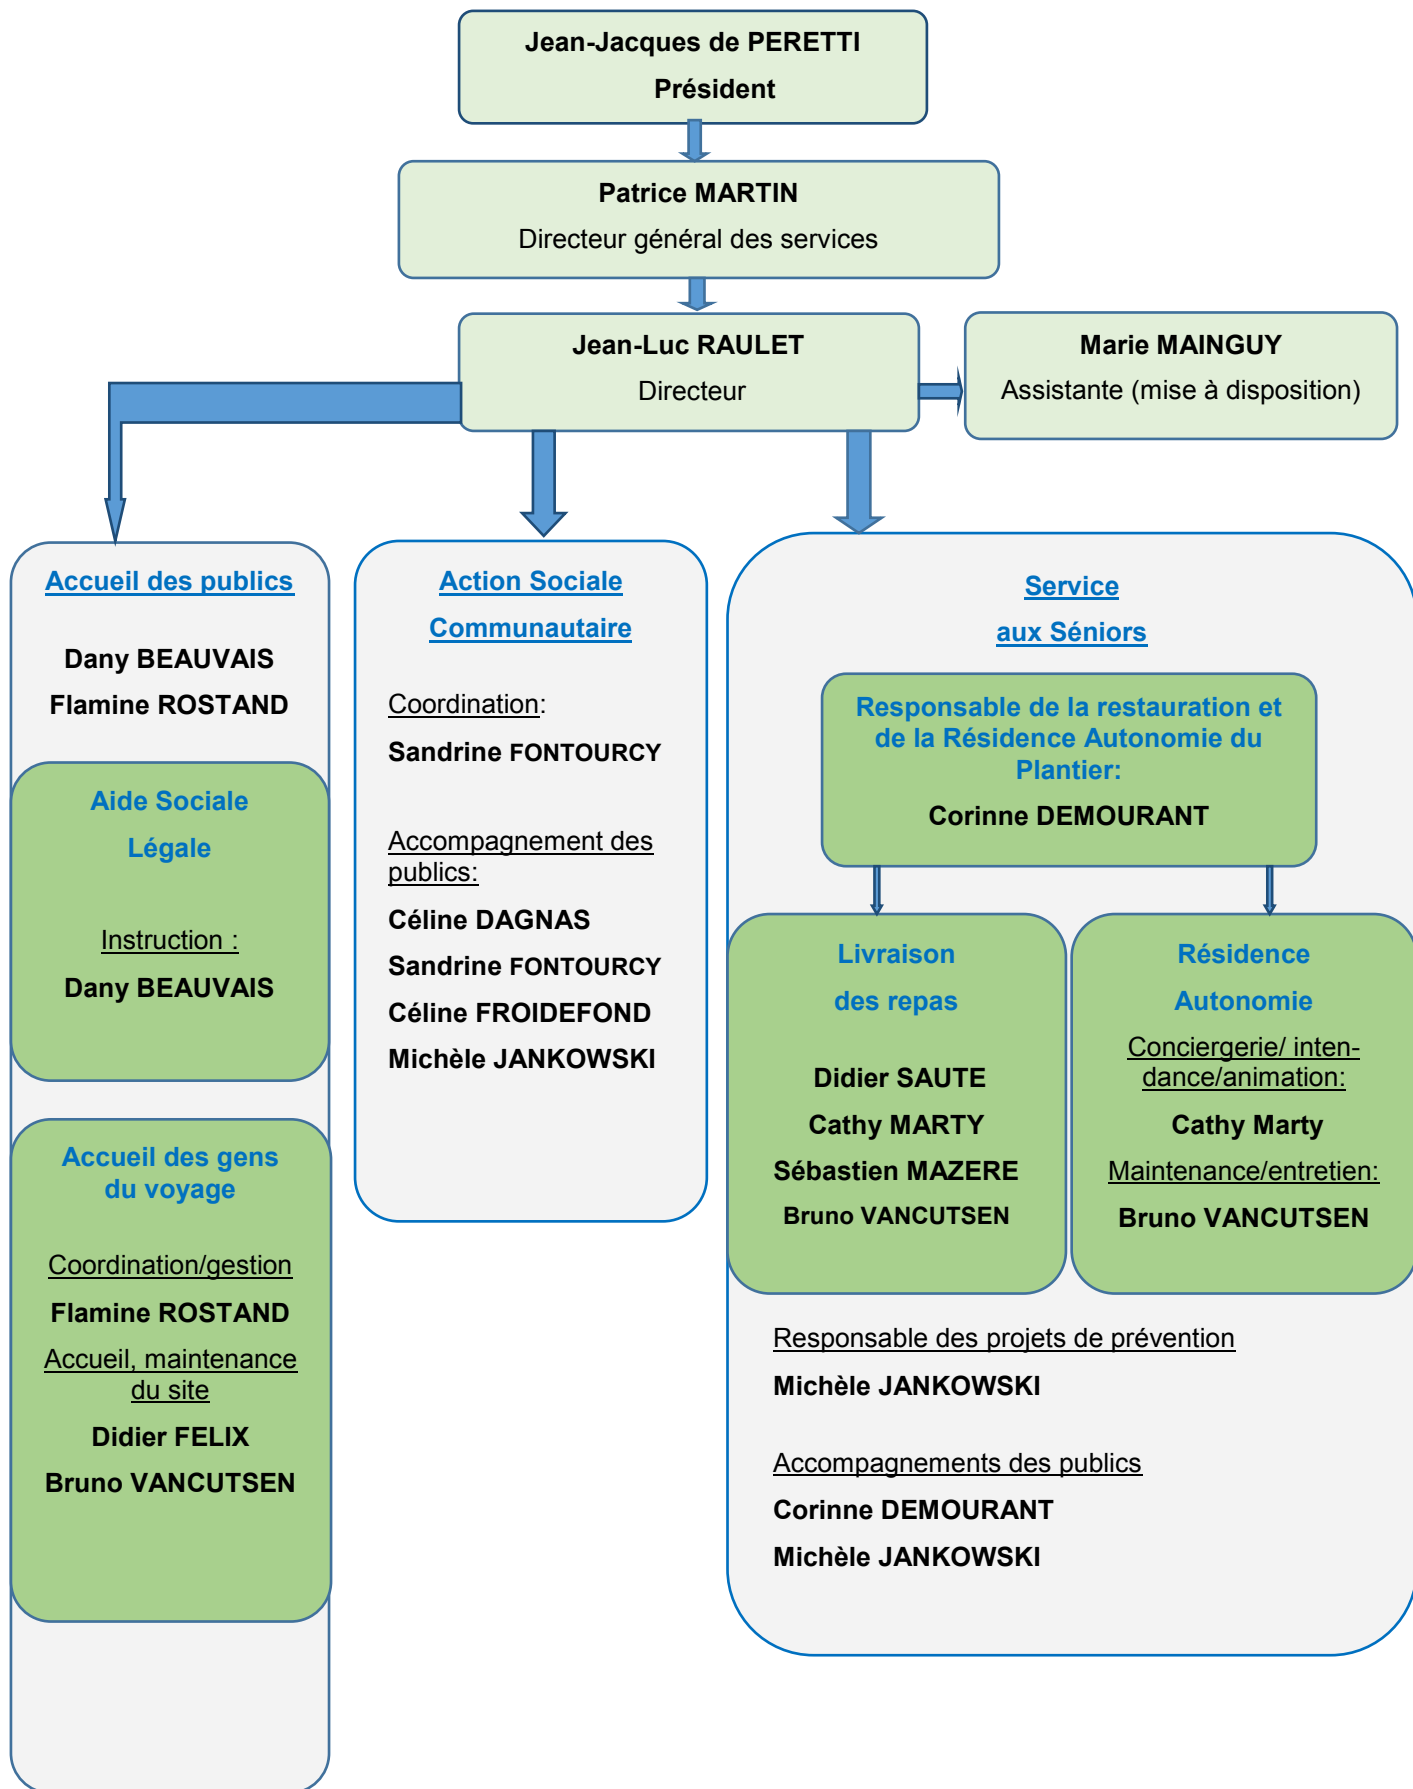 Jean-Jacques de PERETTI
Président
Patrice MARTIN
Directeur général des services
Jean-Luc RAULET
Directeur
Marie MAINGUY
Assistante (mise à disposition)
Accueil des publics
Dany BEAUVAIS
Flamine ROSTAND
Aide Sociale
Légale
Instruction :
Dany BEAUVAIS
Accueil des gens
du voyage
Coordination/gestion
Flamine ROSTAND
Accueil, maintenance
du site
Didier FELIX
Bruno VANCUTSEN
Action Sociale
Communautaire
Coordination:
Sandrine FONTOURCY
Accompagnement des
publics:
Céline DAGNAS
Sandrine FONTOURCY
Céline FROIDEFOND
Michèle JANKOWSKI
Service
aux Séniors
Responsable de la restauration et
de la Résidence Autonomie du
Plantier:
Corinne DEMOURANT
Livraison
des repas
Didier SAUTE
Cathy MARTY
Sébastien MAZERE
Bruno VANCUTSEN
Résidence
Autonomie
Conciergerie/ inten-
dance/animation:
Cathy Marty
Maintenance/entretien:
Bruno VANCUTSEN
Responsable des projets de prévention
Michèle JANKOWSKI
Accompagnements des publics
Corinne DEMOURANT
Michèle JANKOWSKI